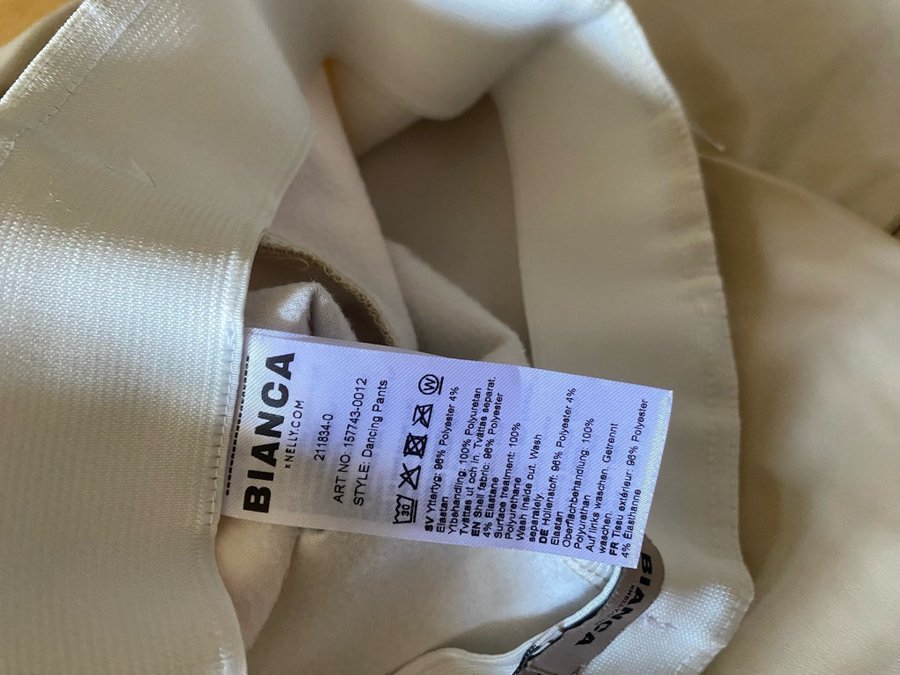 BIANCA
x NELLY.COM
211834-0
ART NO: 157743-0012
STYLE: Dancing Pants
30
W
SV Yttertyg: 96% Polyester 4%
Elastan
Ytbehandling: 100% Polyuretan
Tvättas ut och in. Tvättas separat.
EN Shell fabric: 96% Polyester
4% Elastane
Surface treatment: 100%
Polyurethane
Wash inside out. Wash
separately
DE Hüllenstoff: 96% Polyester 4%
Elastan
Oberflächenbehandlung: 100%
Polyurethan
Auf links waschen. Getrennt
waschen.
FR Tissu extérieur: 96% Polyester
4% Élasthanne
BIANCA